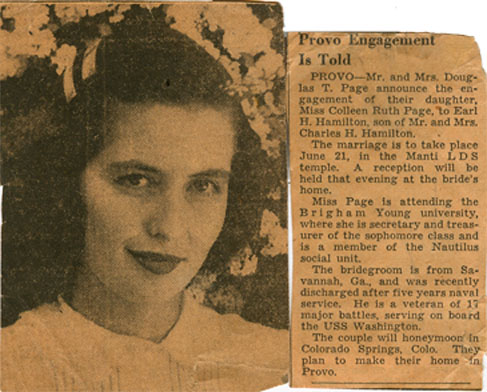 Provo Engagement
Is Told
PROVO—Mr. and Mrs. Doug-
las T. Page announce the en-
gagement of their daughter,
Miss Colleen Ruth Page, to Earl
H. Hamilton, son of Mr. and Mrs.
Charles H. Hamilton.
The marriage is to take place
June 21, in the Manti LDS
temple. A reception will be
held that evening at the bride's
home.
Miss Page is attending the
Brigham Young university,
where she is secretary and treas-
urer of the sophomore class and
is a member of the Nautilus
social unit.
The bridegroom is from Sa-
vannah, Ga., and was recently
discharged after five years naval
service. He is a veteran of
major battles, serving on board
the USS Washington.
The couple will honeymoon in
Colorado Springs, Colo. They
plan to make their home in
Provo.